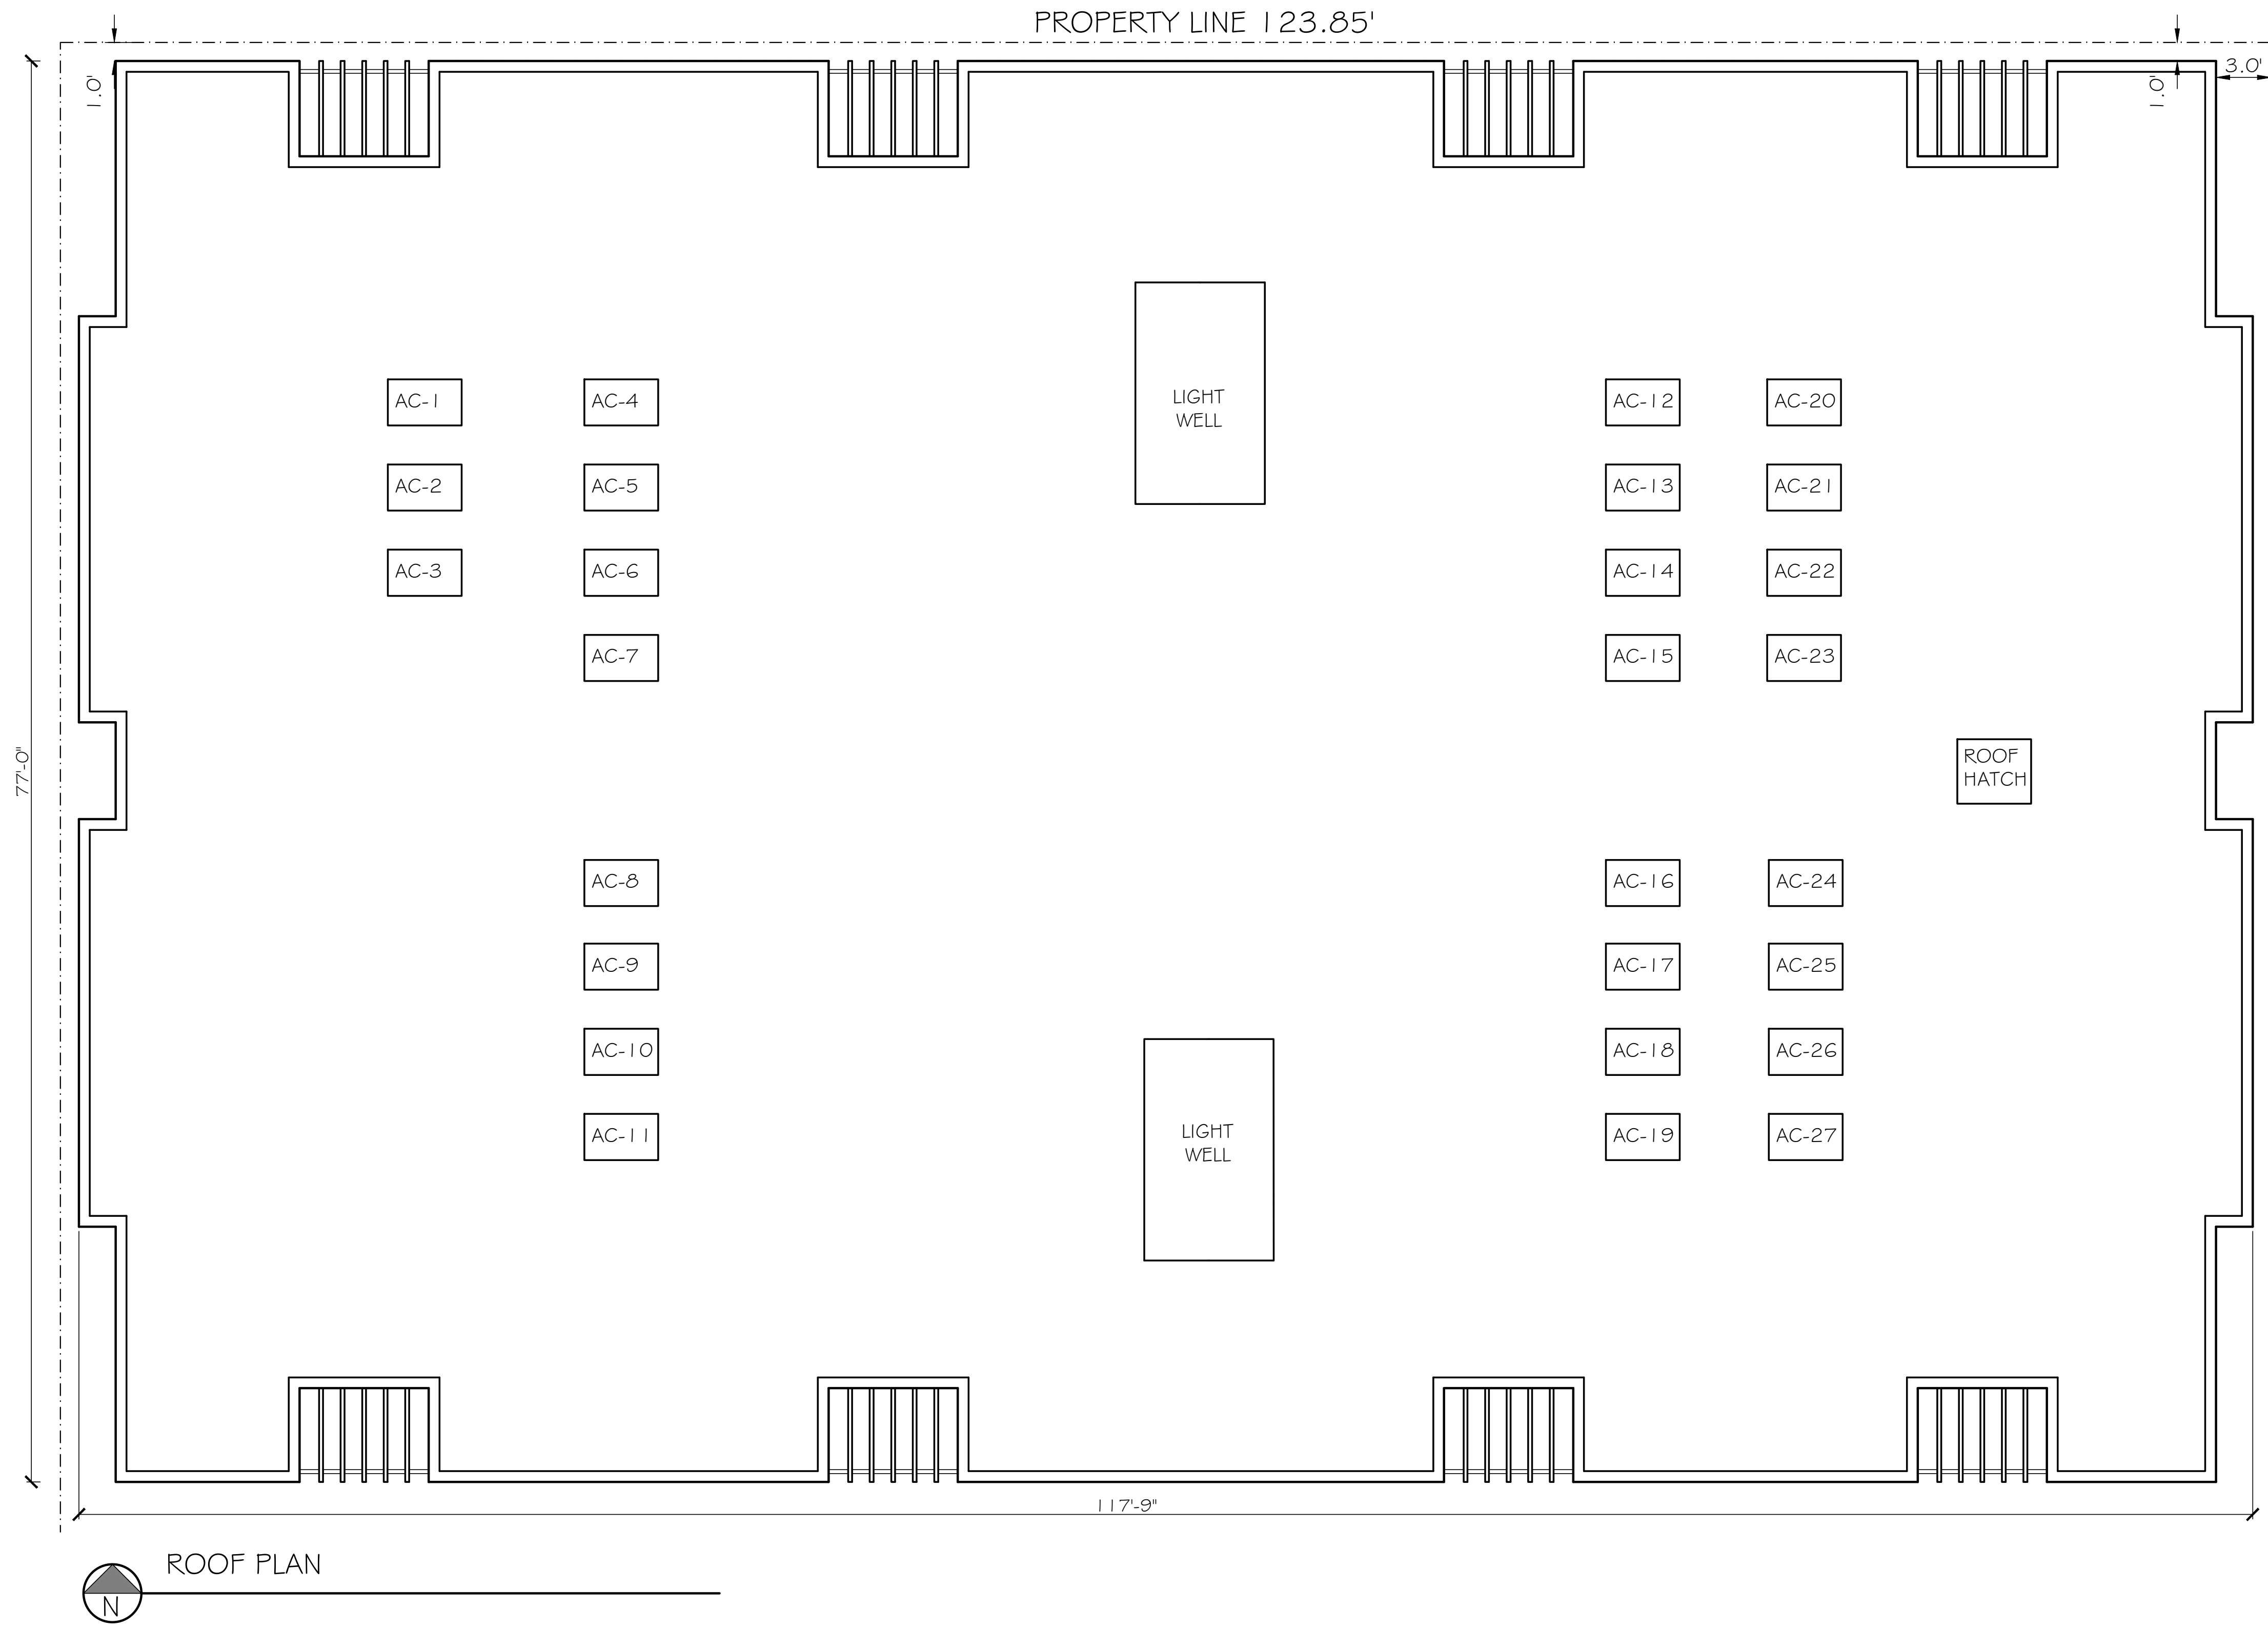 PROPERTY LINE 123.85'
1.0'
1.0'
3.0'
AC-1
AC-4
LIGHT
WELL
AC-12
AC-20
AC-2
AC-5
AC-13
AC-21
AC-3
AC-6
AC-14
AC-22
AC-7
AC-15
AC-23
77'-0"
ROOF
HATCH
AC-8
AC-16
AC-24
AC-9
AC-17
AC-25
AC-10
AC-18
AC-26
AC-11
LIGHT
WELL
AC-19
AC-27
117'-9"
ROOF PLAN
N